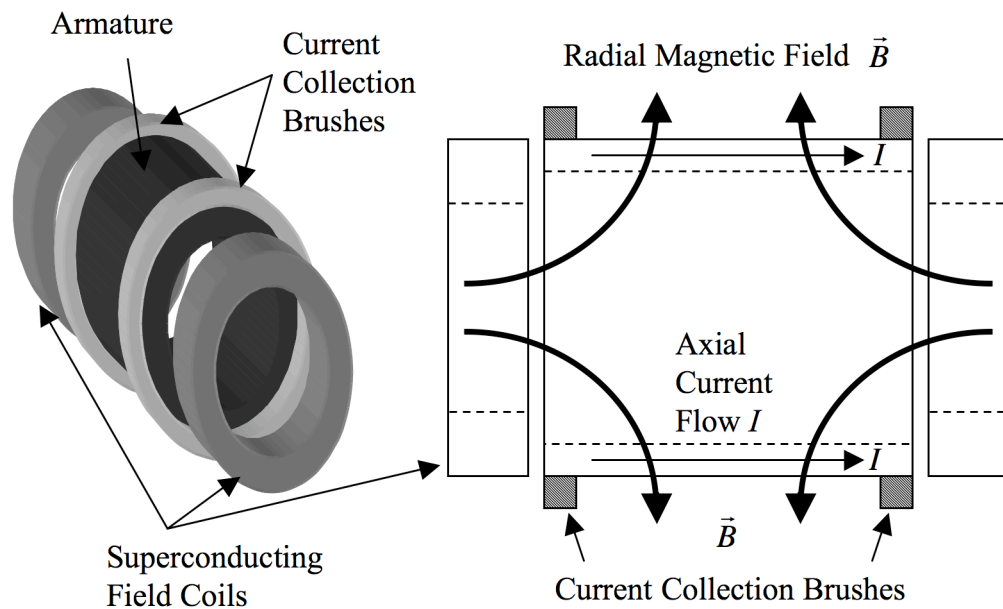 Armature
Current
Collection
Brushes
Superconducting
Field Coils
Radial Magnetic Field B⃗
I
Axial
Current
Flow I
I
B⃗
Current Collection Brushes